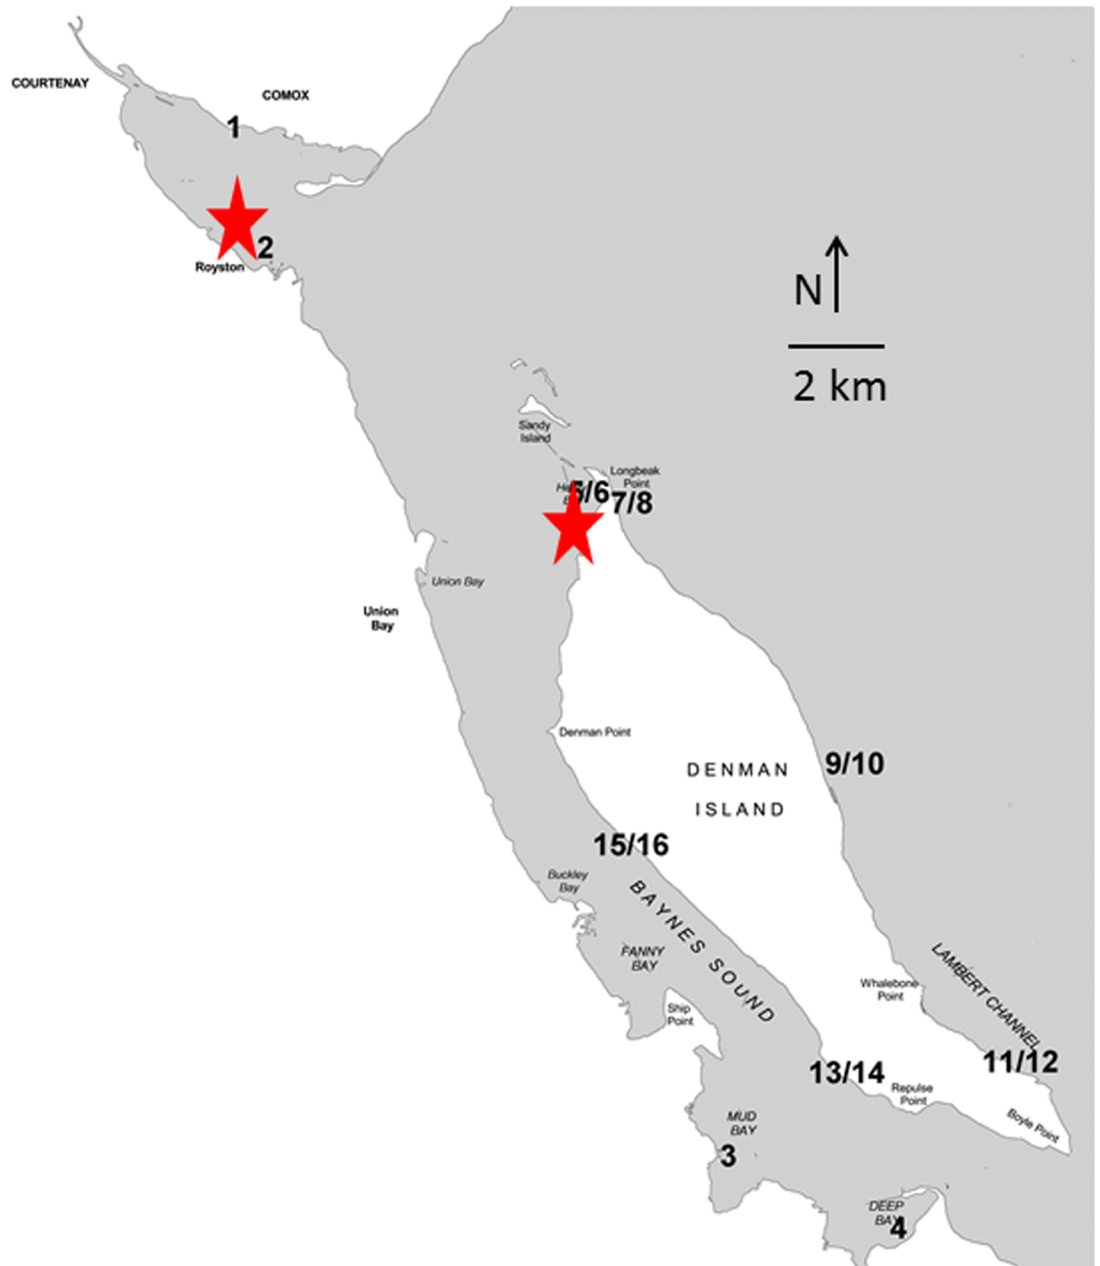 COURTENAY
COMOX
1
2
Royston
N
2 km
Sandy
Island
Longbeak
Point
5/6
7/8
Union Bay
Union
Bay
Denman Point
DENMAN
ISLAND
9/10
15/16
Buckley
Bay
BAYNES SOUND
FANNY
BAY
LAMBERT CHANNEL
Whalebone
Point
Ship
Point
11/12
13/14
Repulse
Point
Boyle Point
MUD
BAY
3
DEEP
BAY
4